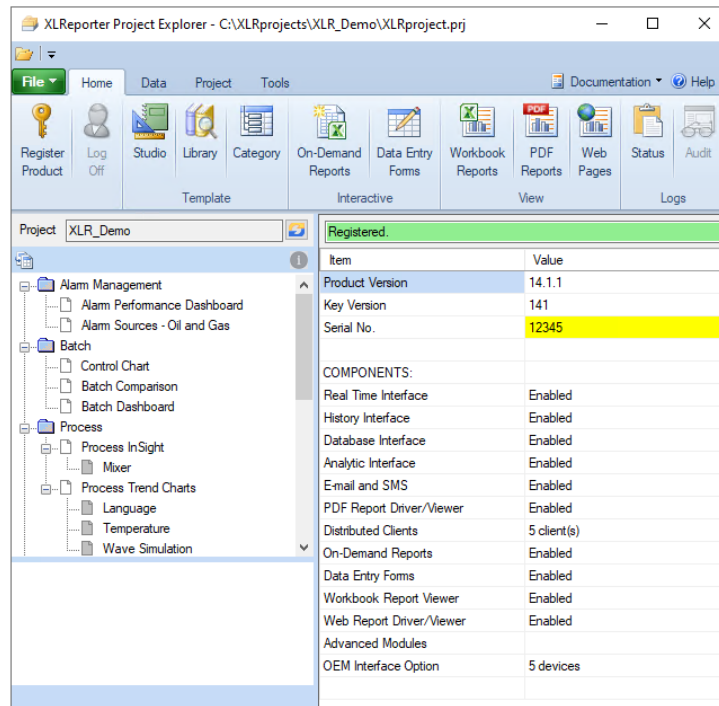 XLReporter Project Explorer - C:\XLRprojects\XLR_Demo\XLRproject.prj
File Home Data Project Tools Documentation Help
Register Product Log Off Studio Library Category On-Demand Reports Data Entry Forms Workbook Reports PDF Reports Web Pages Status Audit
Template Interactive View Logs
Project XLR_Demo
Alarm Management
Alarm Performance Dashboard
Alarm Sources - Oil and Gas
Batch
Control Chart
Batch Comparison
Batch Dashboard
Process
Process InSight
Mixer
Process Trend Charts
Language
Temperature
Wave Simulation
Registered.
Item Value
Product Version 14.1.1
Key Version 141
Serial No. 12345
COMPONENTS:
Real Time Interface Enabled
History Interface Enabled
Database Interface Enabled
Analytic Interface Enabled
E-mail and SMS Enabled
PDF Report Driver/Viewer Enabled
Distributed Clients 5 client(s)
On-Demand Reports Enabled
Data Entry Forms Enabled
Workbook Report Viewer Enabled
Web Report Driver/Viewer Enabled
Advanced Modules
OEM Interface Option 5 devices